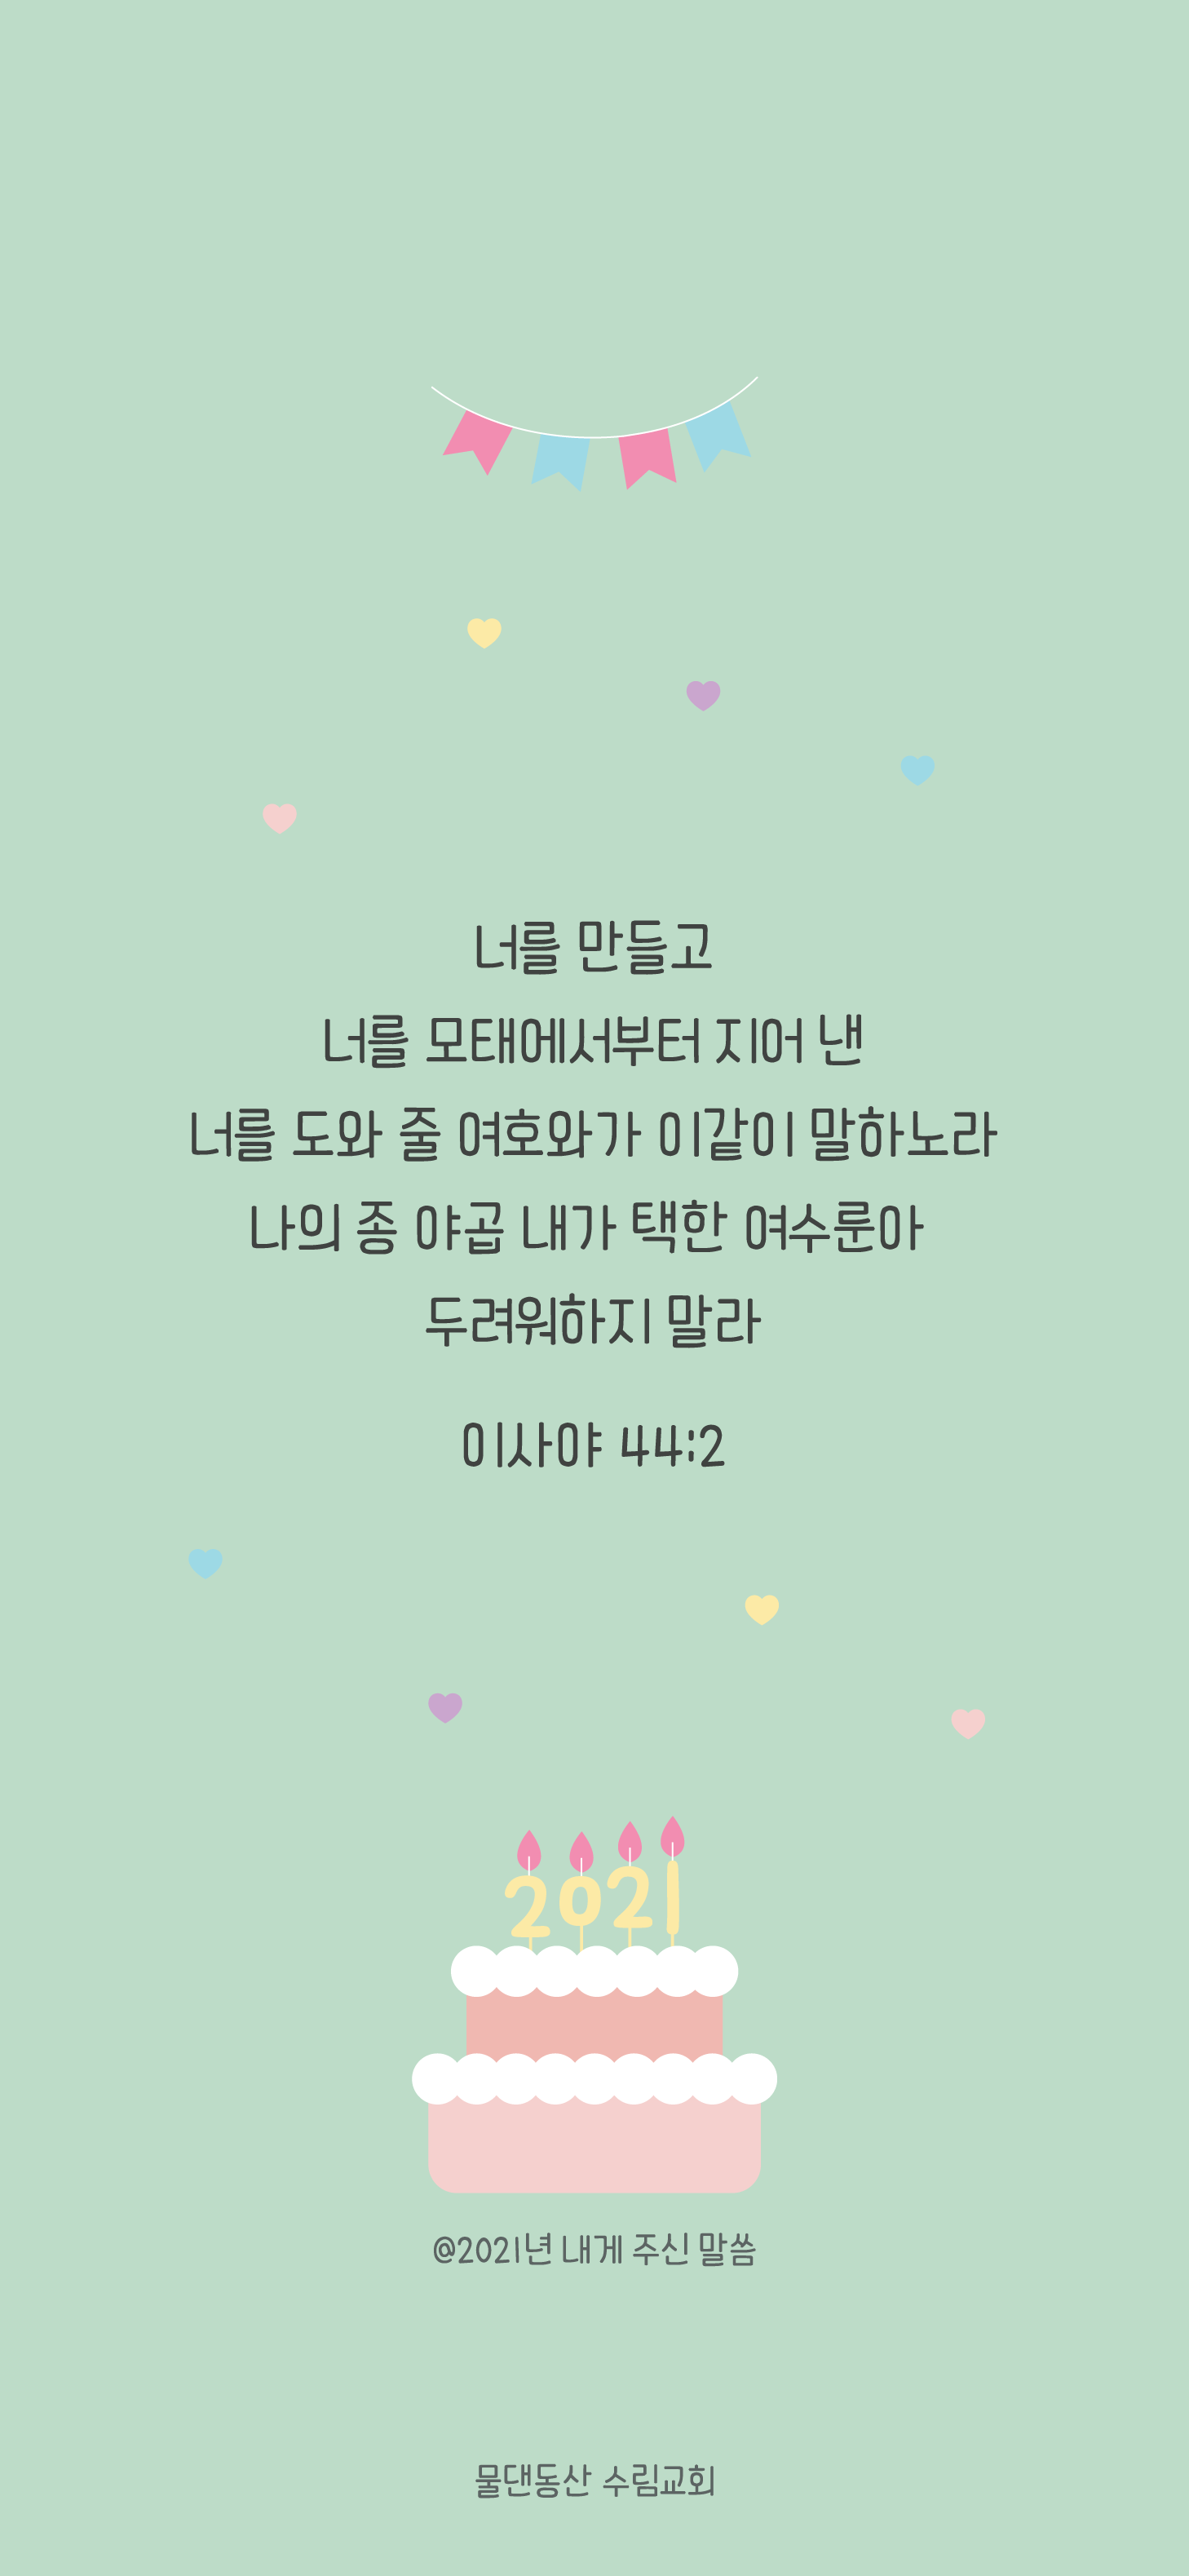 너를 만들고
너를 모태에서부터 지어 낸
너를 도와 줄 여호와가 이같이 말하노라
나의 종 야곱 내가 택한 여수룬아
두려워하지 말라
이사야 44:2
2021
@2021년 내게 주신 말씀
물댄동산 수림교회